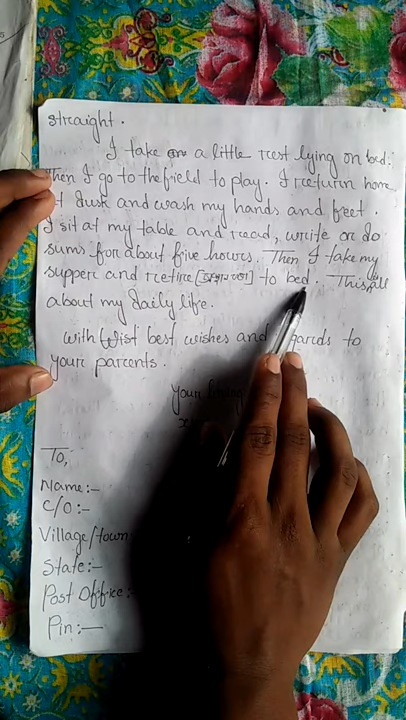 straight.
I take on a little rest lying on bed.
Then I go to the field to play. I return home
at dusk and wash my hands and feet.
I sit at my table and read, write or do
sums for about five hours. Then I take my
supper and retire to bed. This all
about my daily life.
with Wist best wishes and regards to
your parents.
Your loving
To,
Name:-
C/O:-
Village/town
State:-
Post Office:-
Pin:—